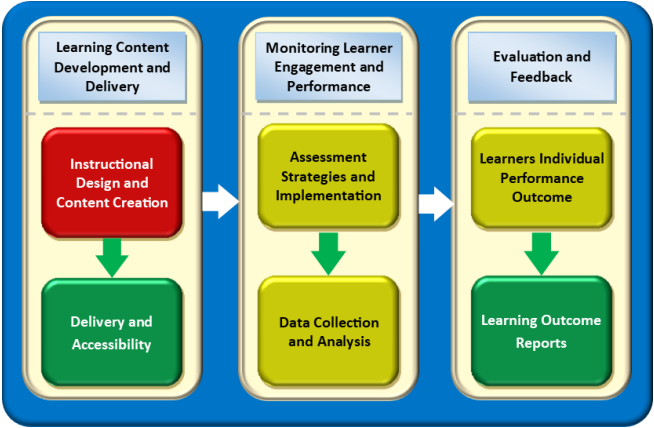 Learning Content
Development and
Delivery
Instructional
Design and
Content Creation
Delivery and
Accessibility
Monitoring Learner
Engagement and
Performance
Assessment
Strategies and
Implementation
Data Collection
and Analysis
Evaluation and
Feedback
Learners Individual
Performance
Outcome
Learning Outcome
Reports